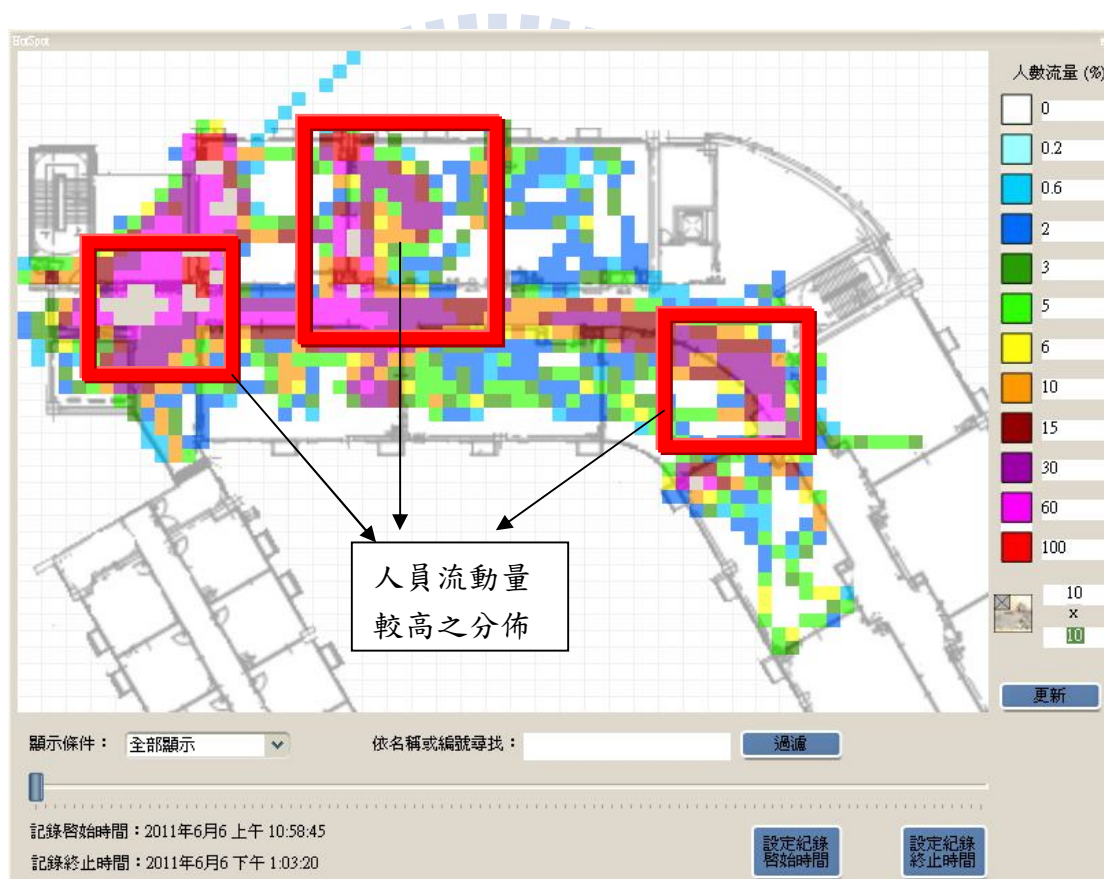 HotSpot
人數流量 (%)
0
0.2
0.6
2
3
5
6
10
15
30
60
100
10
x
10
更新
人員流動量
較高之分佈
顯示條件：
全部顯示
依名稱或編號尋找：
過濾
記錄啓始時間：2011年6月6 上午 10:58:45
記錄終止時間：2011年6月6 下午 1:03:20
設定紀錄
啓始時間
設定紀錄
終止時間